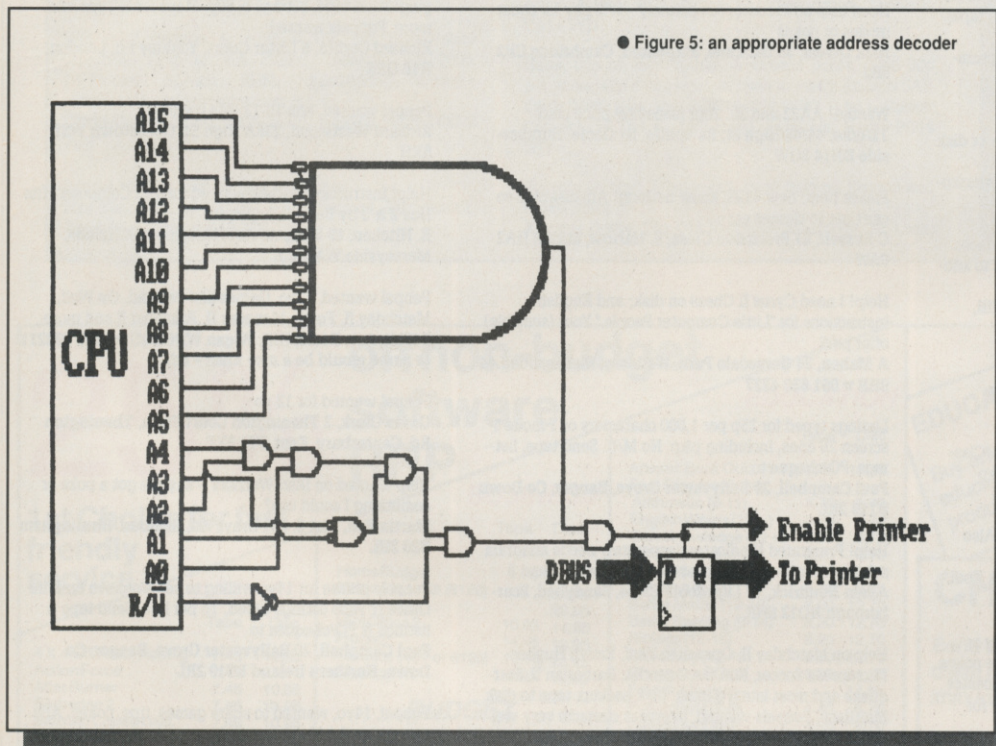 ● Figure 5: an appropriate address decoder
CPU
A15
A14
A13
A12
A11
A10
A9
A8
A7
A6
A5
A4
A3
A2
A1
A0
R/W̅
Enable Printer
DBUS
D Q
To Printer